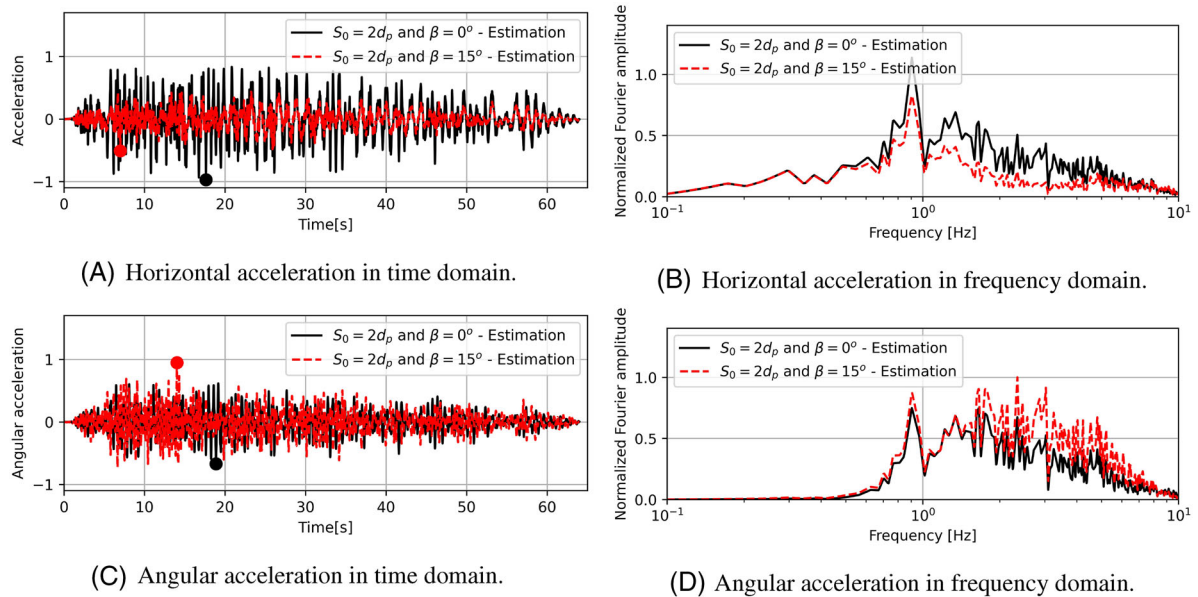 S₀ = 2dₚ and β = 0° - Estimation
S₀ = 2dₚ and β = 15° - Estimation
Acceleration
1
0
−1
0 10 20 30 40 50 60
Time[s]
(A) Horizontal acceleration in time domain.
S₀ = 2dₚ and β = 0° - Estimation
S₀ = 2dₚ and β = 15° - Estimation
Normalized Fourier amplitude
1.0
0.5
0.0
10⁻¹ 10⁰ 10¹
Frequency [Hz]
(B) Horizontal acceleration in frequency domain.
S₀ = 2dₚ and β = 0° - Estimation
S₀ = 2dₚ and β = 15° - Estimation
Angular acceleration
1
0
−1
0 10 20 30 40 50 60
Time[s]
(C) Angular acceleration in time domain.
S₀ = 2dₚ and β = 0° - Estimation
S₀ = 2dₚ and β = 15° - Estimation
Normalized Fourier amplitude
1.0
0.5
0.0
10⁻¹ 10⁰ 10¹
Frequency [Hz]
(D) Angular acceleration in frequency domain.